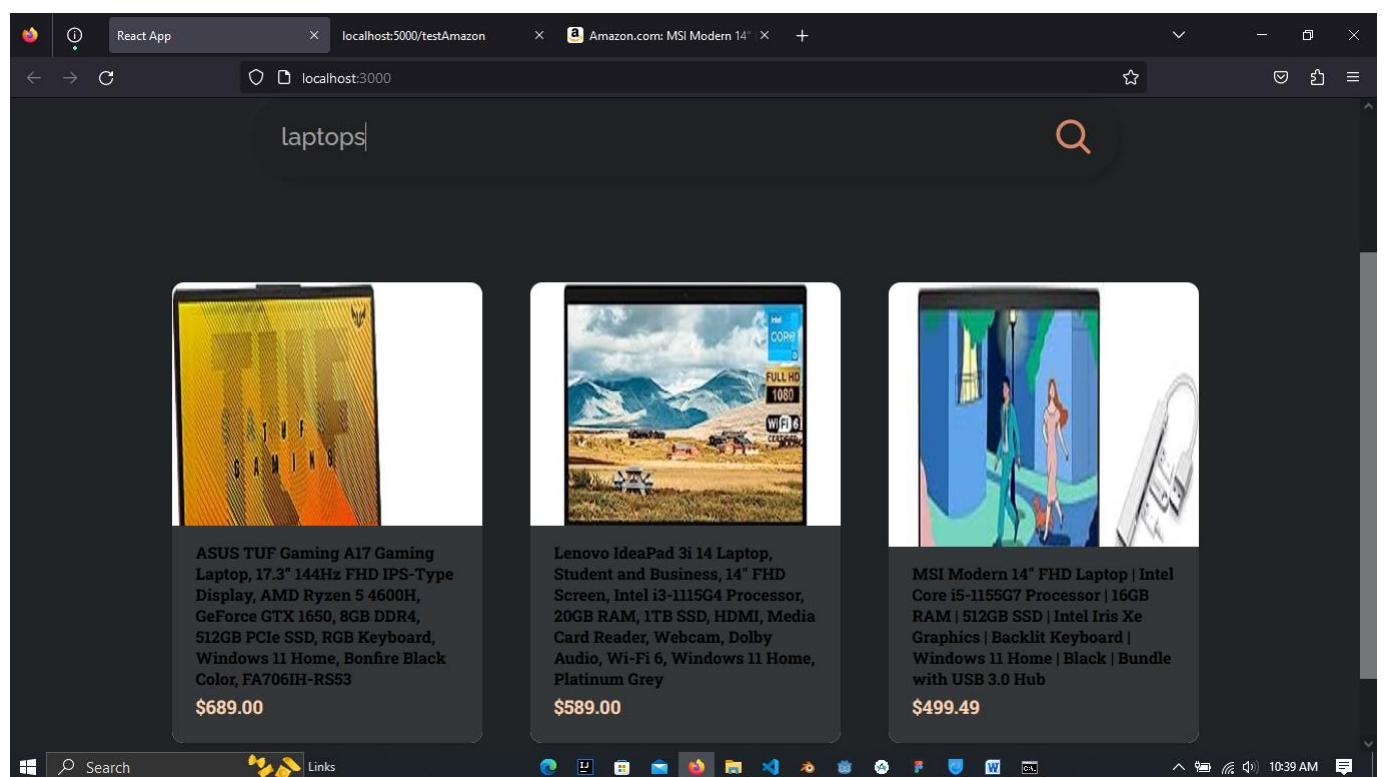 React App
localhost:5000/testAmazon
Amazon.com: MSI Modern 14"
localhost:3000
laptops
TUF
TUF
GAMING
intel
CORE
FULL HD
1080
WiFi 6
ASUS TUF Gaming A17 Gaming
Laptop, 17.3" 144Hz FHD IPS-Type
Display, AMD Ryzen 5 4600H,
GeForce GTX 1650, 8GB DDR4,
512GB PCIe SSD, RGB Keyboard,
Windows 11 Home, Bonfire Black
Color, FA706IH-RS53
$689.00
Lenovo IdeaPad 3i 14 Laptop,
Student and Business, 14" FHD
Screen, Intel i3-1115G4 Processor,
20GB RAM, 1TB SSD, HDMI, Media
Card Reader, Webcam, Dolby
Audio, Wi-Fi 6, Windows 11 Home,
Platinum Grey
$589.00
MSI Modern 14" FHD Laptop | Intel
Core i5-1155G7 Processor | 16GB
RAM | 512GB SSD | Intel Iris Xe
Graphics | Backlit Keyboard |
Windows 11 Home | Black | Bundle
with USB 3.0 Hub
$499.49
Search
Links
10:39 AM